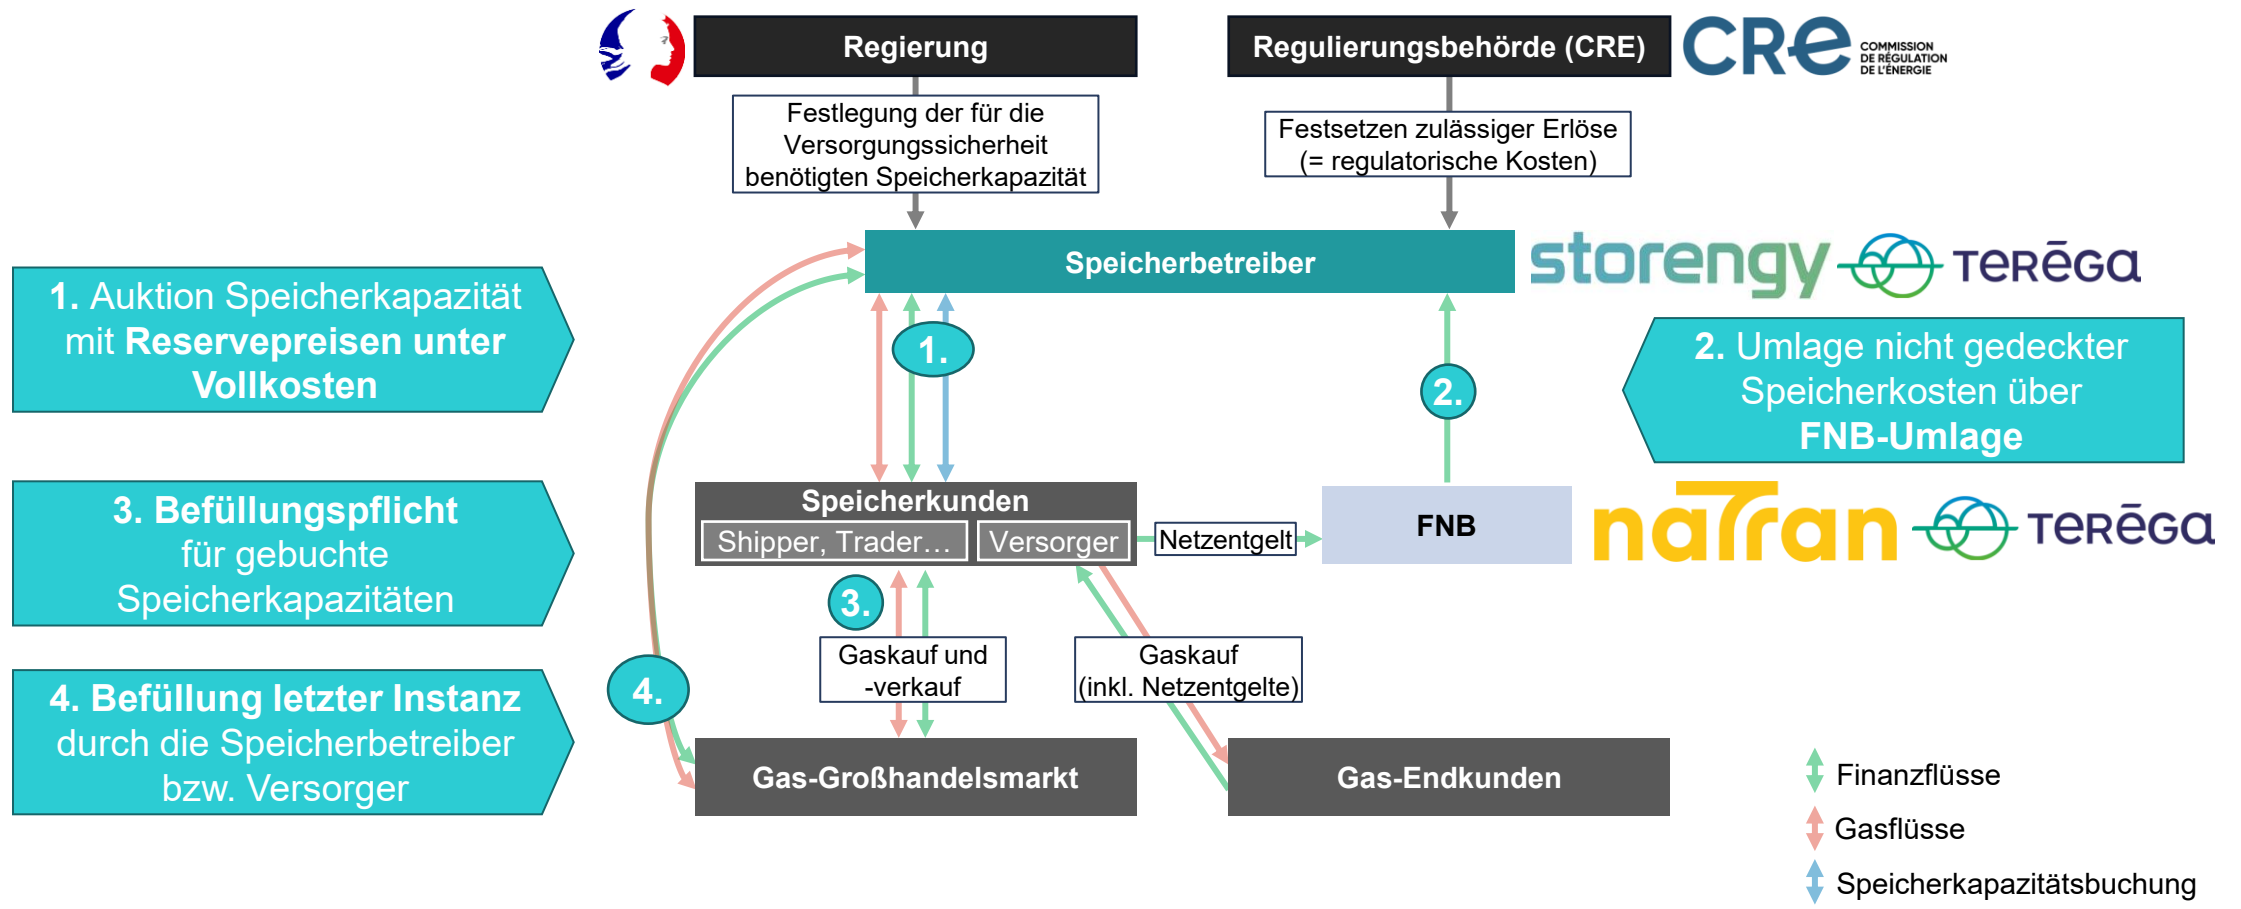 Regierung
Regulierungsbehörde (CRE)
CRe
COMMISSION
DE RÉGULATION
DE L'ÉNERGIE
Festlegung der für die
Versorgungssicherheit
benötigten Speicherkapazität
Festsetzen zulässiger Erlöse
(= regulatorische Kosten)
Speicherbetreiber
storengy
TERĒGA
1. Auktion Speicherkapazität
mit Reservepreisen unter
Vollkosten
1.
2.
2. Umlage nicht gedeckter
Speicherkosten über
FNB-Umlage
3. Befüllungspflicht
für gebuchte
Speicherkapazitäten
Speicherkunden
Shipper, Trader…
Versorger
Netzentgelt
FNB
naTran
TERĒGA
3.
Gaskauf und
-verkauf
Gaskauf
(inkl. Netzentgelte)
4. Befüllung letzter Instanz
durch die Speicherbetreiber
bzw. Versorger
4.
Gas-Großhandelsmarkt
Gas-Endkunden
Finanzflüsse
Gasflüsse
Speicherkapazitätsbuchung